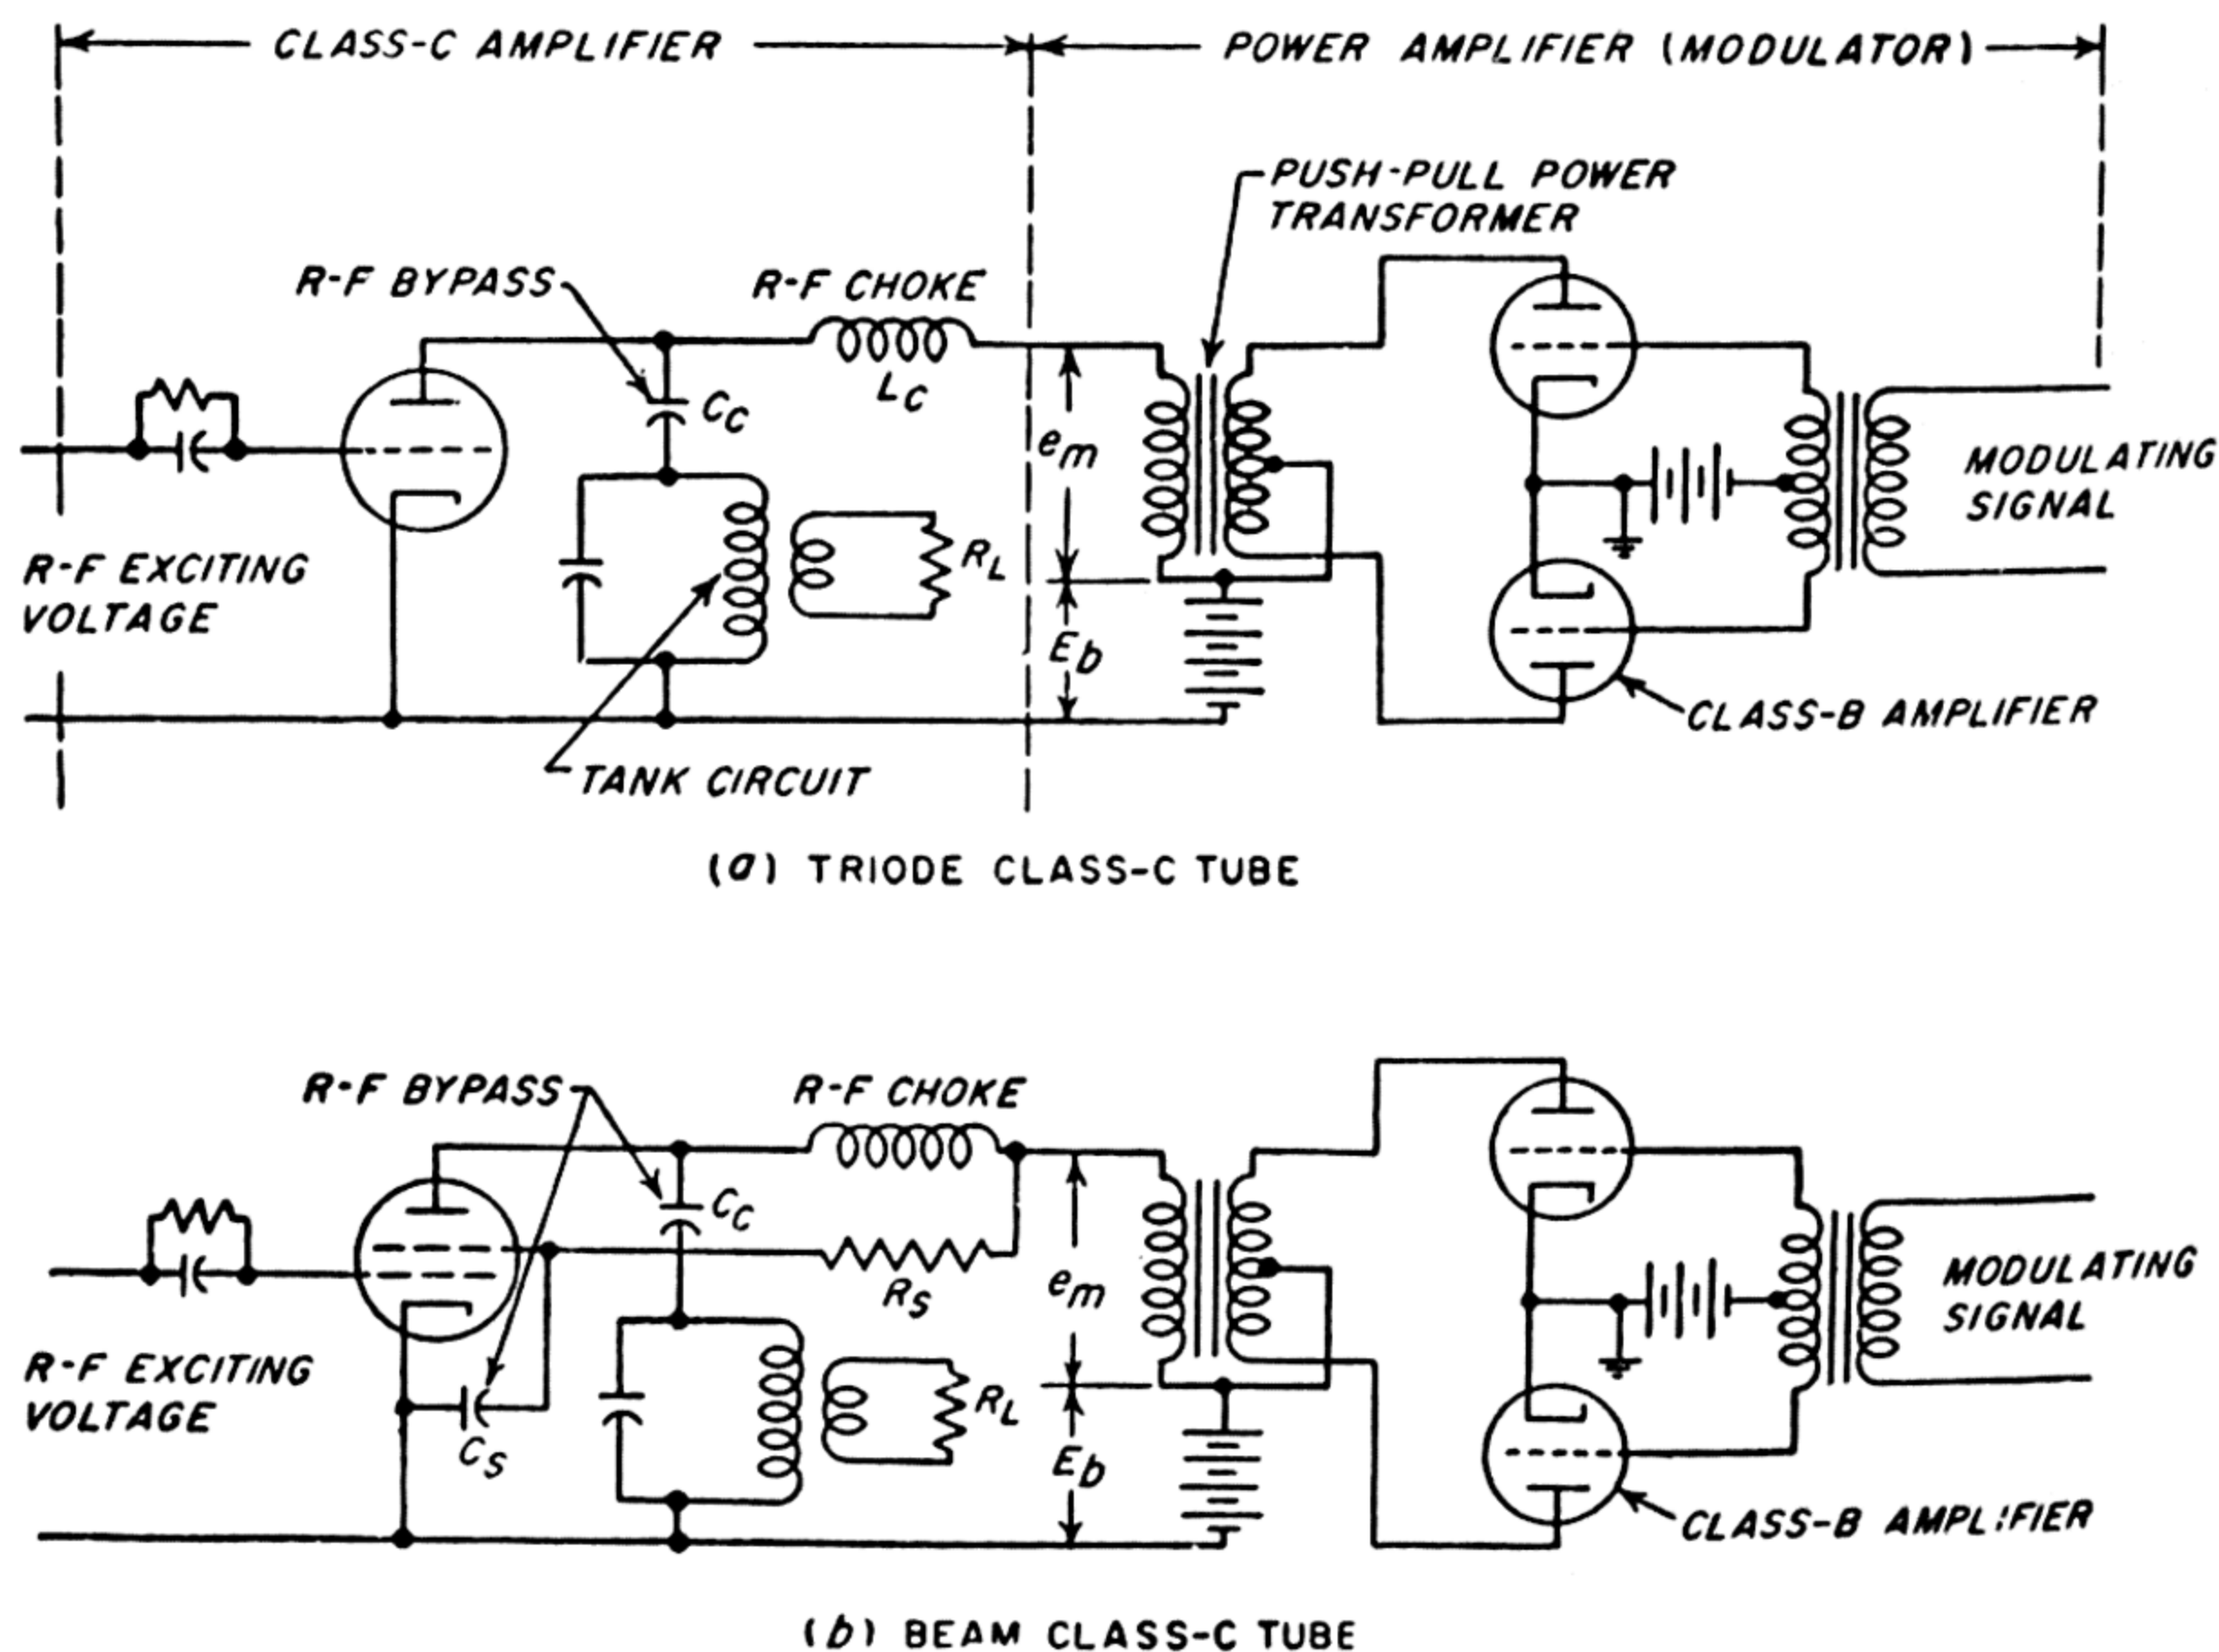 CLASS-C AMPLIFIER
POWER AMPLIFIER (MODULATOR)
PUSH-PULL POWER
TRANSFORMER
R-F BYPASS
R-F CHOKE
LC
CC
em
MODULATING
SIGNAL
R-F EXCITING
VOLTAGE
RL
Eb
CLASS-B AMPLIFIER
TANK CIRCUIT
(a) TRIODE CLASS-C TUBE
R-F BYPASS
R-F CHOKE
CC
RS
em
MODULATING
SIGNAL
R-F EXCITING
VOLTAGE
CS
RL
Eb
CLASS-B AMPLIFIER
(b) BEAM CLASS-C TUBE